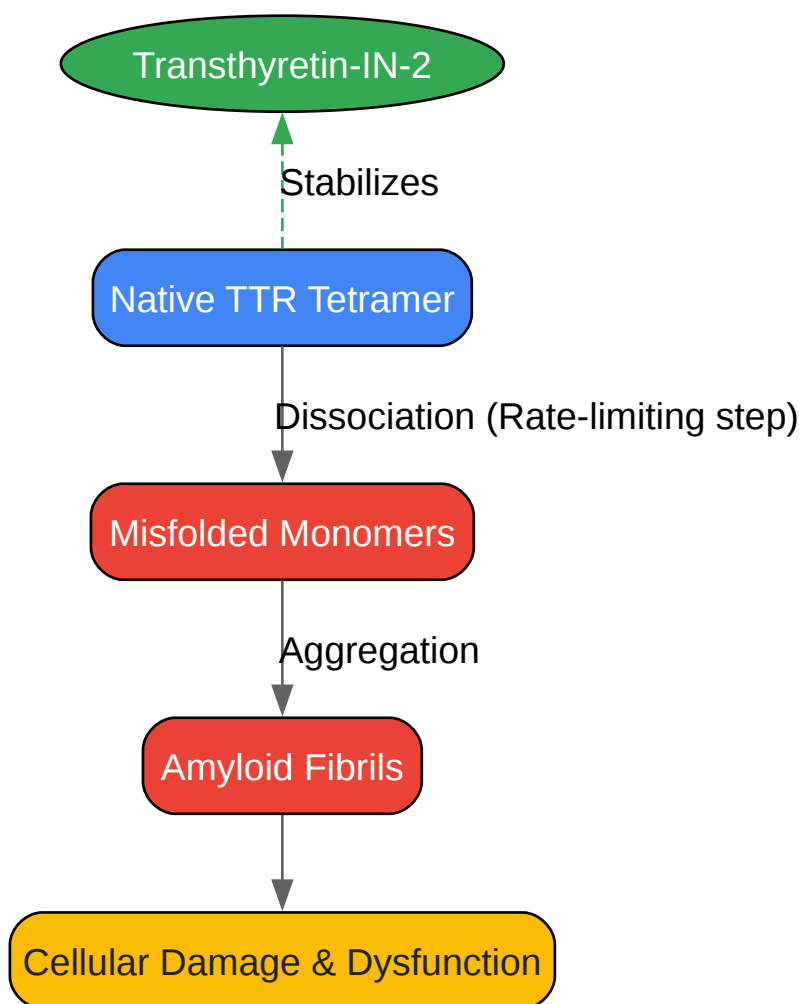 Transthyretin-IN-2
Stabilizes
Native TTR Tetramer
Dissociation (Rate-limiting step)
Misfolded Monomers
Aggregation
Amyloid Fibrils
Cellular Damage & Dysfunction